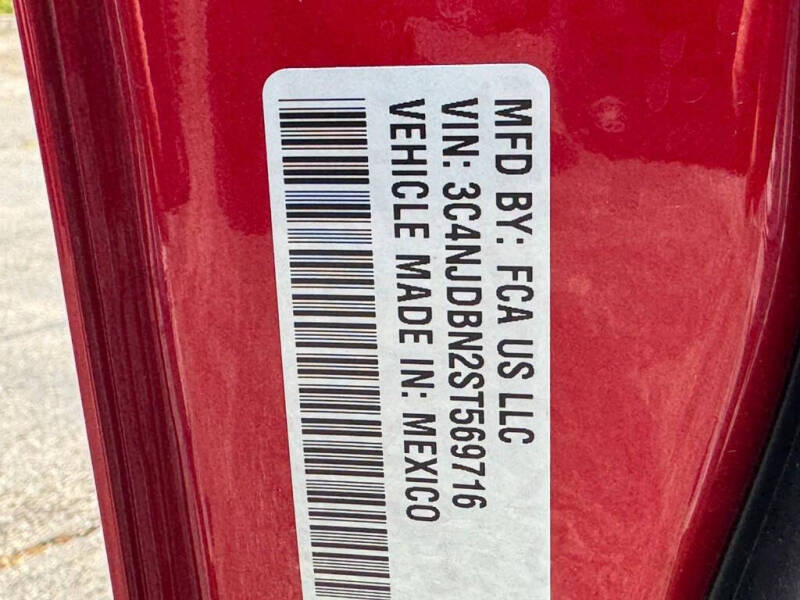 MFD BY: FCA US LLC
VIN: 3C4NJDBN2ST569716
VEHICLE MADE IN: MEXICO